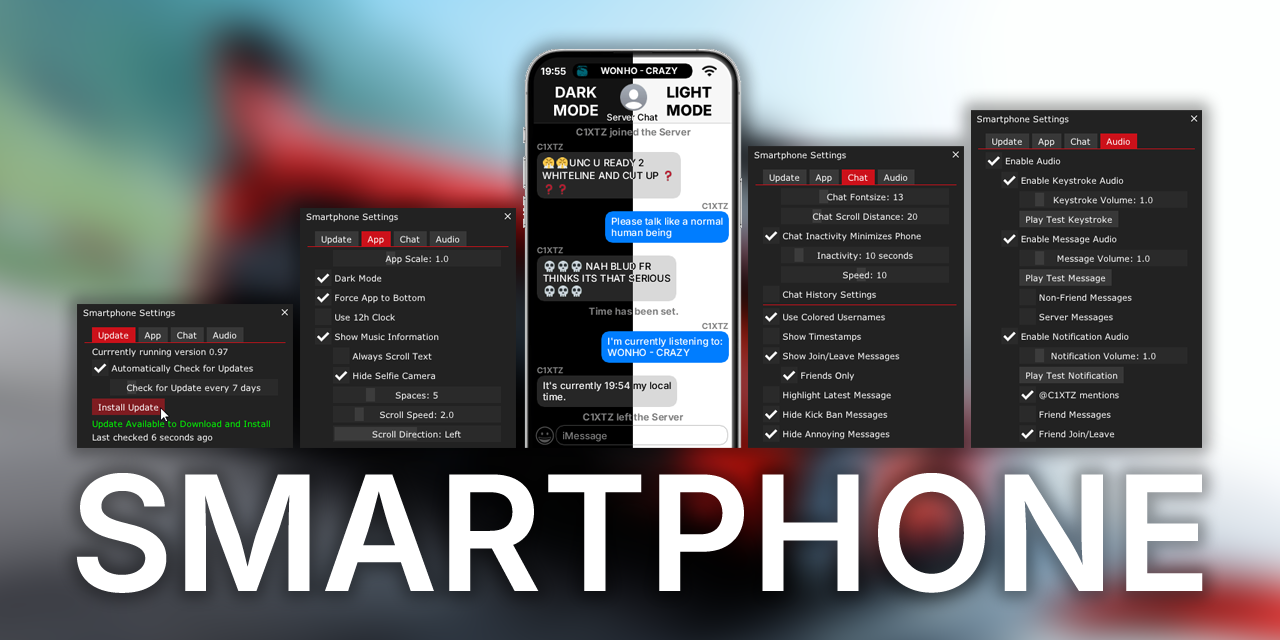 Smartphone Settings
Update App Chat Audio
Currrently running version 0.97
Automatically Check for Updates
Check for Update every 7 days
Install Update
Update Available to Download and Install
Last checked 6 seconds ago
Smartphone Settings
Update App Chat Audio
App Scale: 1.0
Dark Mode
Force App to Bottom
Use 12h Clock
Show Music Information
Always Scroll Text
Hide Selfie Camera
Spaces: 5
Scroll Speed: 2.0
Scroll Direction: Left
19:55 WONHO - CRAZY
DARK MODE
LIGHT MODE
Server Chat
C1XTZ joined the Server
C1XTZ
😤😤UNC U READY 2
WHITELINE AND CUT UP ❓
❓❓
C1XTZ
Please talk like a normal
human being
C1XTZ
💀💀💀 NAH BLUD FR
THINKS ITS THAT SERIOUS
💀💀💀
Time has been set.
C1XTZ
I'm currently listening to:
WONHO - CRAZY
C1XTZ
It's currently 19:54 my local
time.
C1XTZ left the Server
iMessage
Smartphone Settings
Update App Chat Audio
Chat Fontsize: 13
Chat Scroll Distance: 20
Chat Inactivity Minimizes Phone
Inactivity: 10 seconds
Speed: 10
Chat History Settings
Use Colored Usernames
Show Timestamps
Show Join/Leave Messages
Friends Only
Highlight Latest Message
Hide Kick Ban Messages
Hide Annoying Messages
Smartphone Settings
Update App Chat Audio
Enable Audio
Enable Keystroke Audio
Keystroke Volume: 1.0
Play Test Keystroke
Enable Message Audio
Message Volume: 1.0
Play Test Message
Non-Friend Messages
Server Messages
Enable Notification Audio
Notification Volume: 1.0
Play Test Notification
@C1XTZ mentions
Friend Messages
Friend Join/Leave
SMARTPHONE